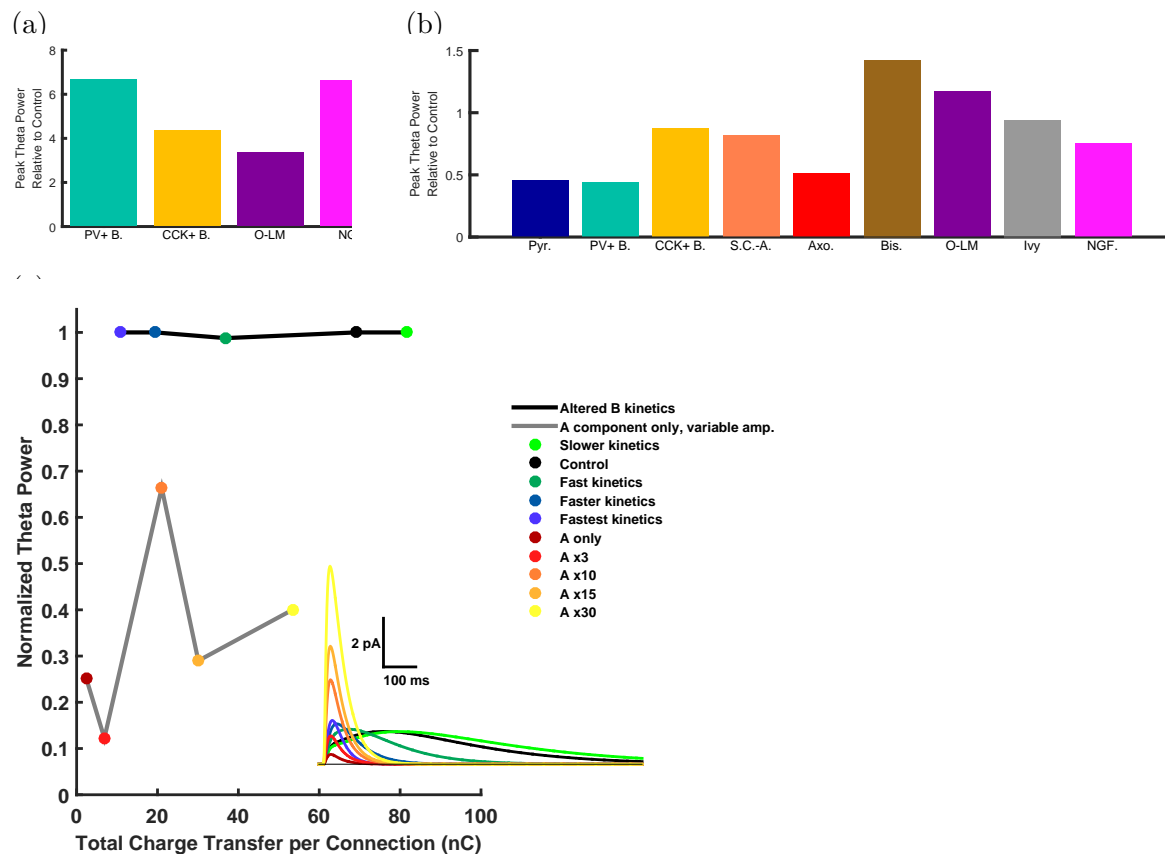 (a)
8
6
4
2
0
Peak Theta Power
Relative to Control
PV+ B. CCK+ B. O-LM
(b)
1.5
1
0.5
0
Peak Theta Power
Relative to Control
Pyr. PV+ B. CCK+ B. S.C.-A. Axo. Bis. O-LM Ivy NGF.
1
0.9
0.8
0.7
0.6
0.5
0.4
0.3
0.2
0.1
0
Normalized Theta Power
0 20 40 60 80 100
Total Charge Transfer per Connection (nC)
2 pA
100 ms
Altered B kinetics
A component only, variable amp.
Slower kinetics
Control
Fast kinetics
Faster kinetics
Fastest kinetics
A only
A x3
A x10
A x15
A x30